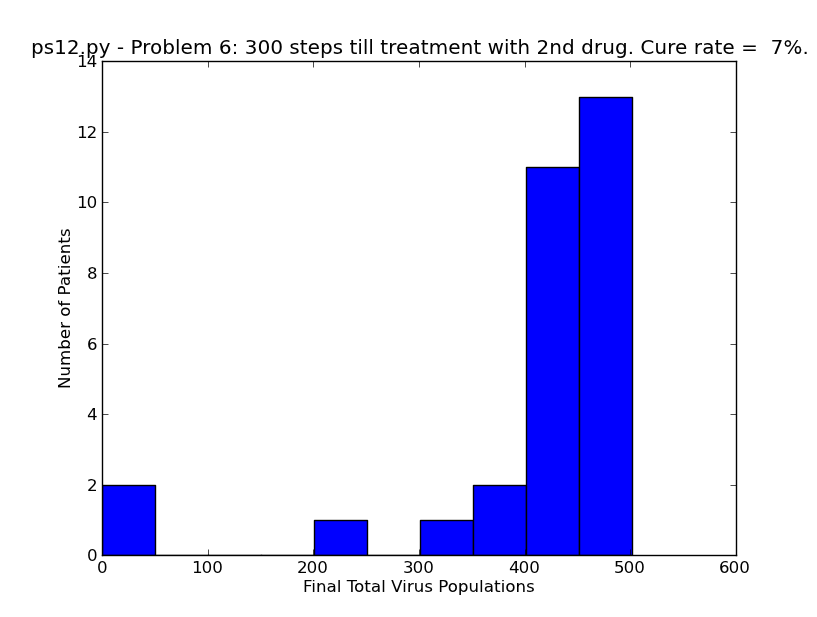 ps12.py - Problem 6: 300 steps till treatment with 2nd drug. Cure rate =  7%.
14
12
10
8
6
4
2
0
Number of Patients
0 100 200 300 400 500 600
Final Total Virus Populations